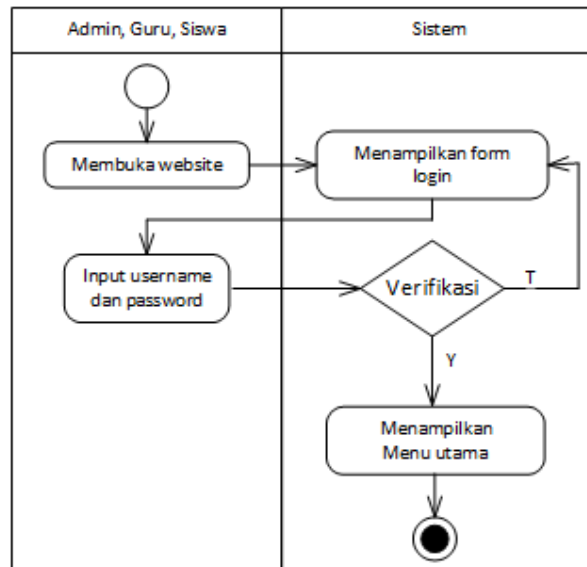 Admin, Guru, Siswa
Sistem
Membuka website
Menampilkan form
login
Input username
dan password
Verifikasi
T
Y
Menampilkan
Menu utama